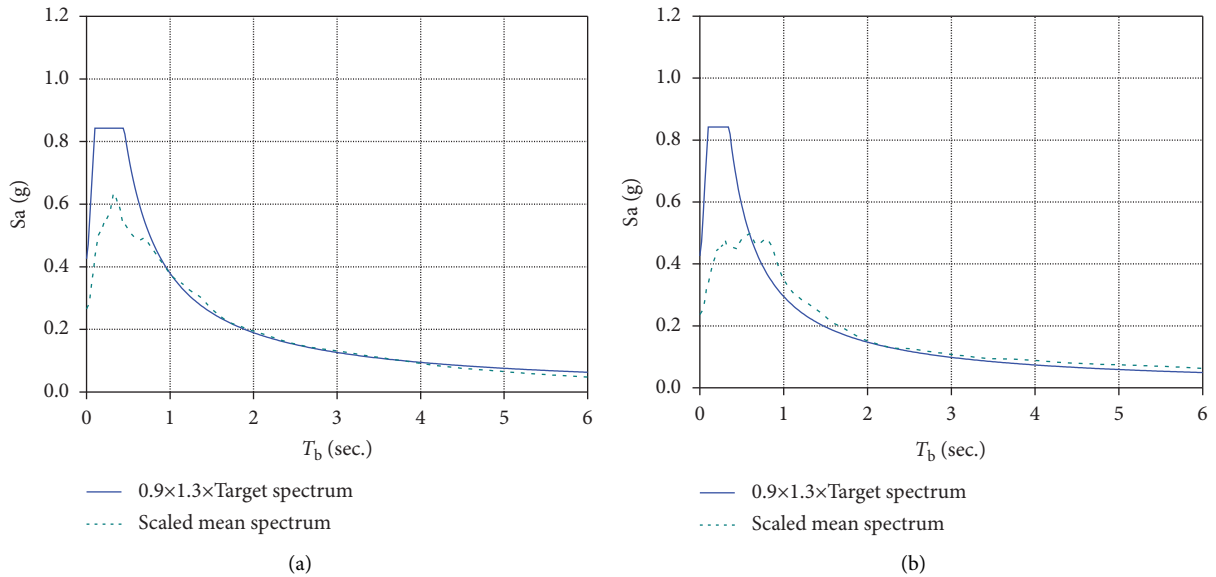 1.2
1.0
0.8
0.6
0.4
0.2
0.0
Sa (g)
0 1 2 3 4 5 6
T_b (sec.)
0.9×1.3×Target spectrum
Scaled mean spectrum
(a)
1.2
1.0
0.8
0.6
0.4
0.2
0.0
Sa (g)
0 1 2 3 4 5 6
T_b (sec.)
0.9×1.3×Target spectrum
Scaled mean spectrum
(b)